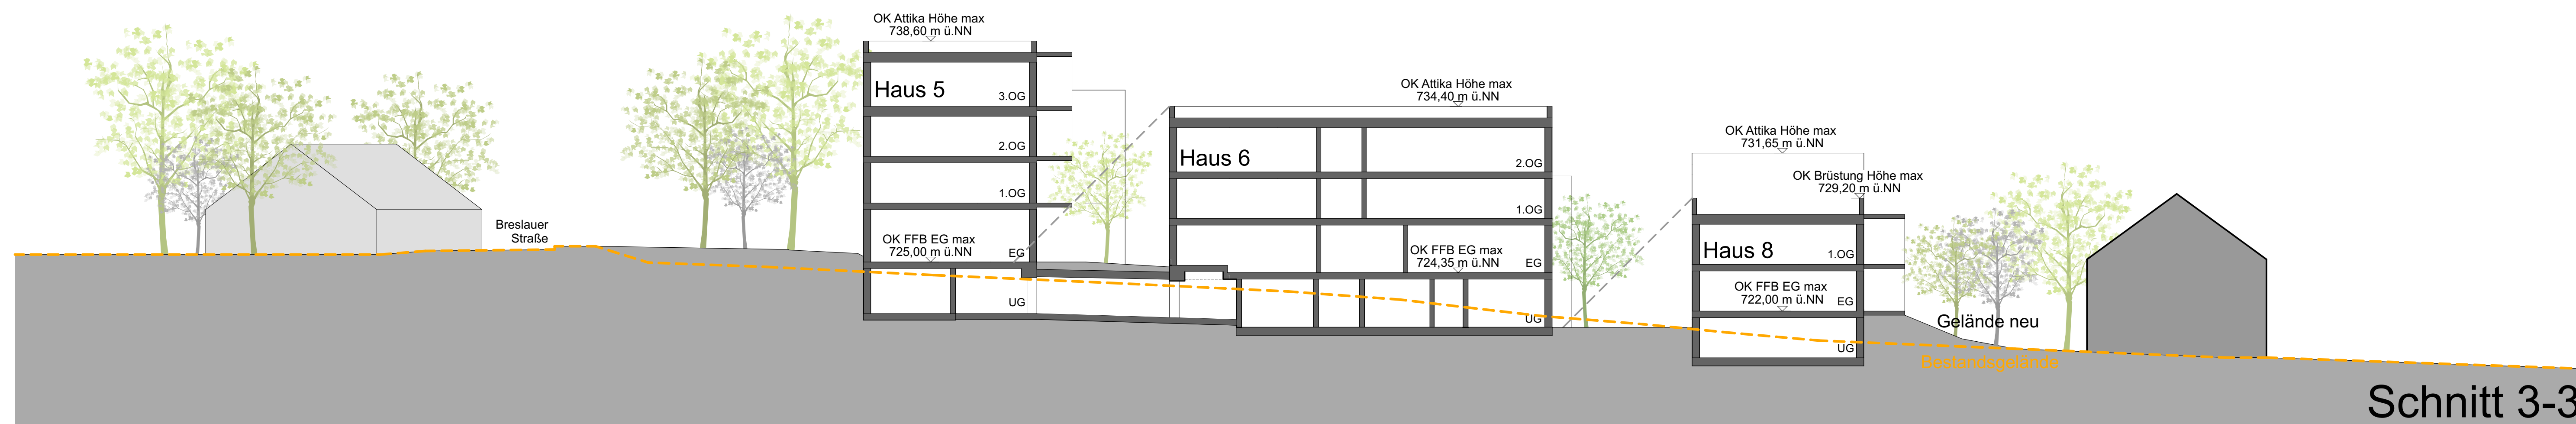 Breslauer
Straße
OK Attika Höhe max
738,60 m ü.NN
Haus 5
3.OG
2.OG
1.OG
OK FFB EG max
725,00 m ü.NN
EG
UG
OK Attika Höhe max
734,40 m ü.NN
Haus 6
2.OG
1.OG
OK FFB EG max
724,35 m ü.NN
EG
UG
OK Attika Höhe max
731,65 m ü.NN
OK Brüstung Höhe max
729,20 m ü.NN
Haus 8
1.OG
OK FFB EG max
722,00 m ü.NN
EG
UG
Gelände neu
Bestandsgelände
Schnitt 3-3